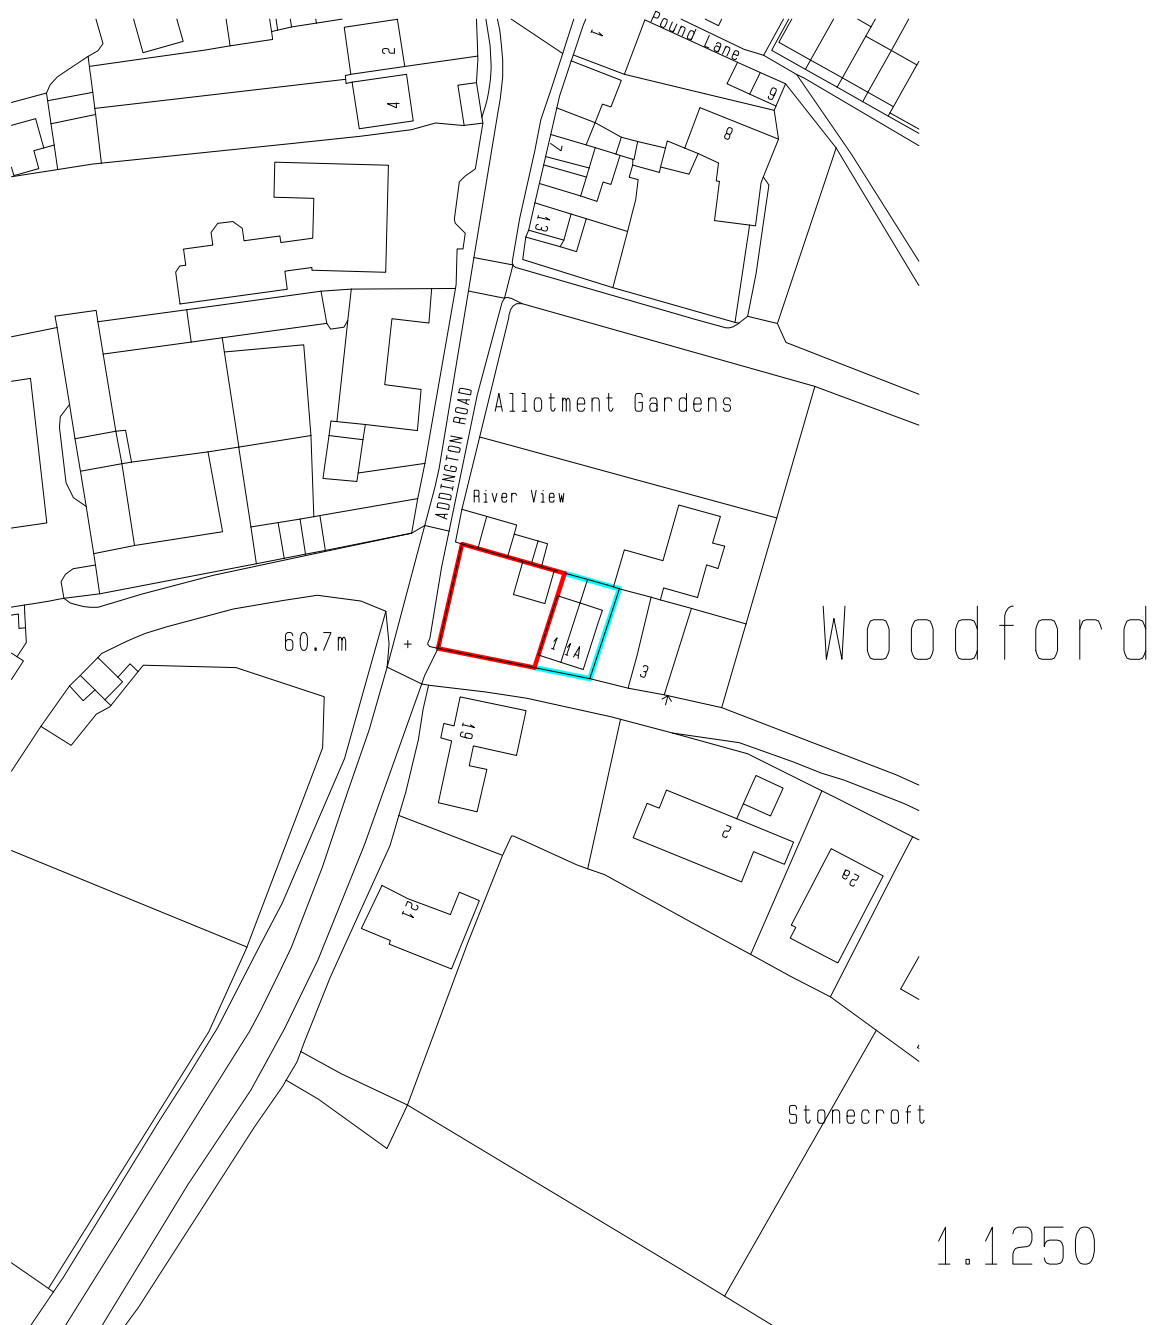 Pound Lane
1
2
4
9
8
7
13
ADDINGTON ROAD
Allotment Gardens
River View
Woodford
60.7m
1
1A
3
19
2
2a
21
Stonecroft
1.1250